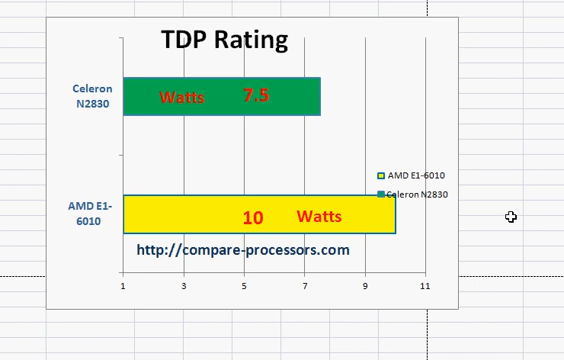 TDP Rating
Celeron
N2830
Watts 7.5
AMD E1-6010
Celeron N2830
AMD E1-
6010
10 Watts
http://compare-processors.com
1 3 5 7 9 11